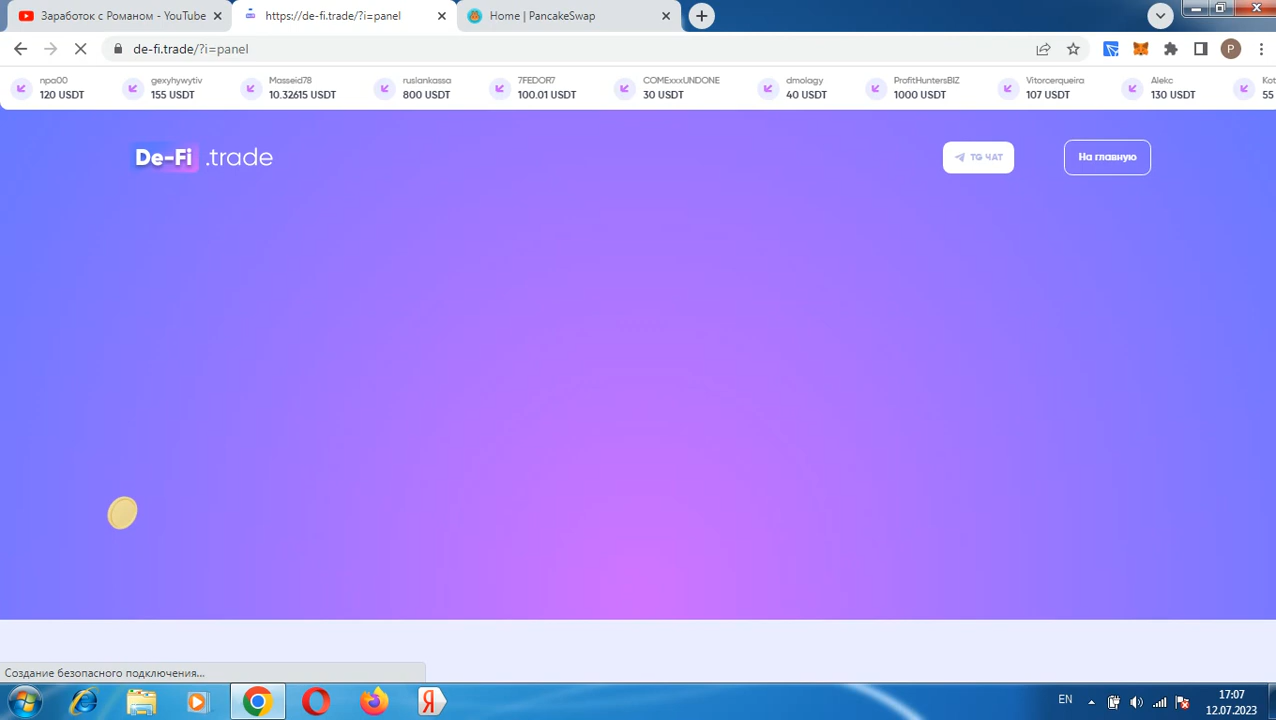 Заработок с Романом - YouTube
https://de-fi.trade/?i=panel
Home | PancakeSwap
de-fi.trade/?i=panel
P
npa00
120 USDT
gexyhywytiv
155 USDT
Masseid78
10.32615 USDT
ruslankassa
800 USDT
7FEDOR7
100.01 USDT
COMExxxUNDONE
30 USDT
dmology
40 USDT
ProfitHuntersBIZ
1000 USDT
Vitorcerqueira
107 USDT
Alekc
130 USDT
Kot
55
De-Fi .trade
TG ЧАТ
На главную
Создание безопасного подключения...
EN
17:07
12.07.2023